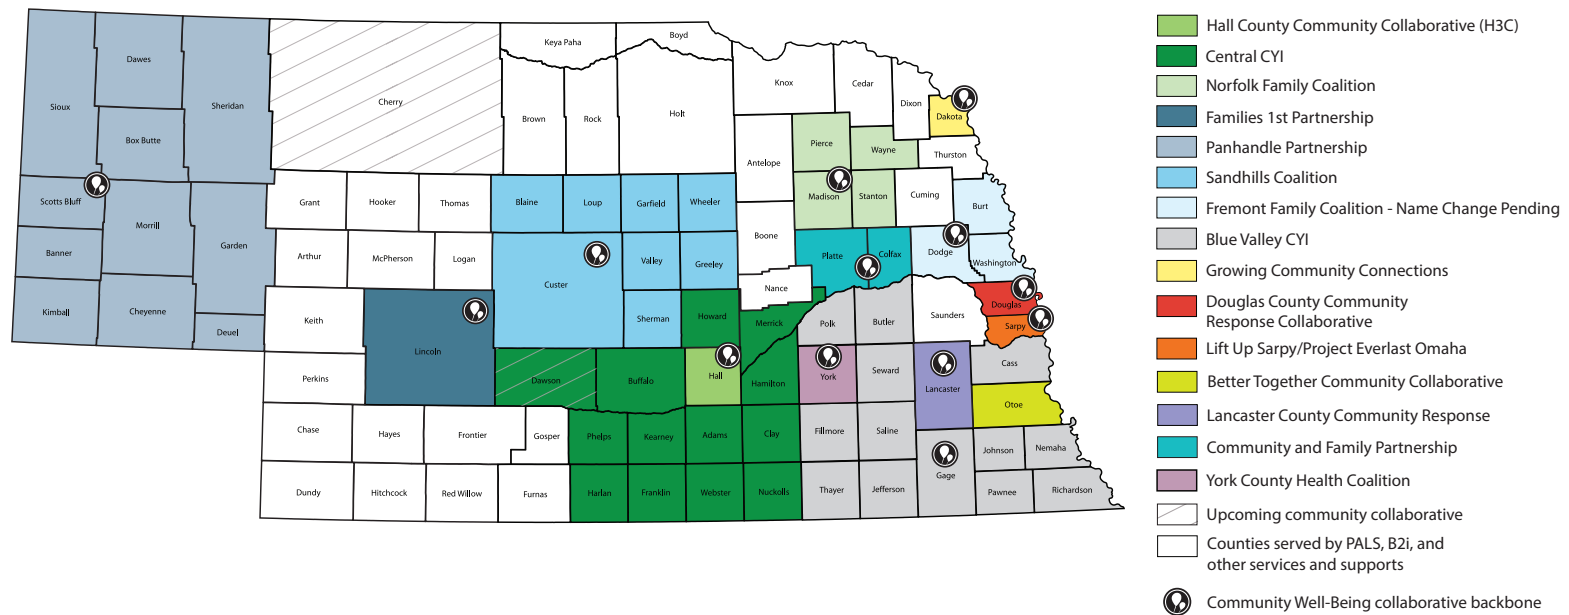 Keya Paha
Boyd
Dawes
Sioux
Sheridan
Cherry
Knox
Cedar
Dixon
Dakota
Brown
Rock
Holt
Box Butte
Pierce
Wayne
Thurston
Antelope
Scotts Bluff
Grant
Hooker
Thomas
Blaine
Loup
Garfield
Wheeler
Madison
Stanton
Cuming
Burt
Morrill
Garden
Boone
Banner
Arthur
McPherson
Logan
Valley
Greeley
Platte
Colfax
Dodge
Washington
Custer
Nance
Kimball
Cheyenne
Deuel
Keith
Lincoln
Sherman
Howard
Merrick
Polk
Butler
Saunders
Douglas
Sarpy
Perkins
Dawson
Buffalo
Hall
Hamilton
York
Seward
Lancaster
Cass
Otoe
Chase
Hayes
Frontier
Gosper
Phelps
Kearney
Adams
Clay
Fillmore
Saline
Johnson
Nemaha
Dundy
Hitchcock
Red Willow
Furnas
Harlan
Franklin
Webster
Nuckolls
Thayer
Jefferson
Gage
Pawnee
Richardson
Hall County Community Collaborative (H3C)
Central CYI
Norfolk Family Coalition
Families 1st Partnership
Panhandle Partnership
Sandhills Coalition
Fremont Family Coalition - Name Change Pending
Blue Valley CYI
Growing Community Connections
Douglas County Community
Response Collaborative
Lift Up Sarpy/Project Everlast Omaha
Better Together Community Collaborative
Lancaster County Community Response
Community and Family Partnership
York County Health Coalition
Upcoming community collaborative
Counties served by PALS, B2i, and
other services and supports
Community Well-Being collaborative backbone